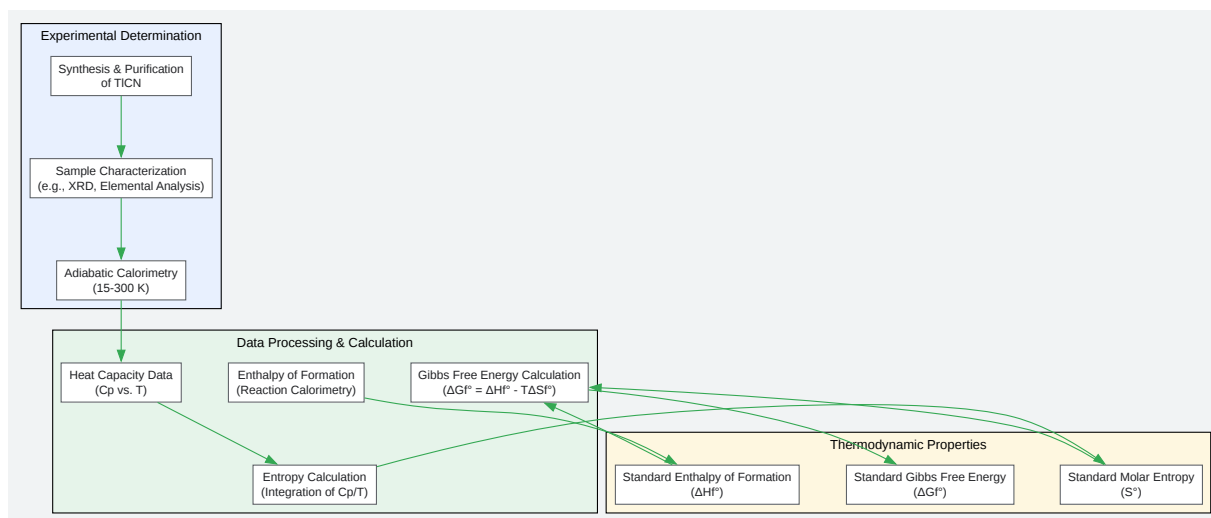 Experimental Determination
Synthesis & Purification
of TlCN
Sample Characterization
(e.g., XRD, Elemental Analysis)
Adiabatic Calorimetry
(15-300 K)
Data Processing & Calculation
Heat Capacity Data
(Cp vs. T)
Enthalpy of Formation
(Reaction Calorimetry)
Gibbs Free Energy Calculation
(ΔGf° = ΔHf° - TΔSf°)
Entropy Calculation
(Integration of Cp/T)
Thermodynamic Properties
Standard Enthalpy of Formation
(ΔHf°)
Standard Gibbs Free Energy
(ΔGf°)
Standard Molar Entropy
(S°)